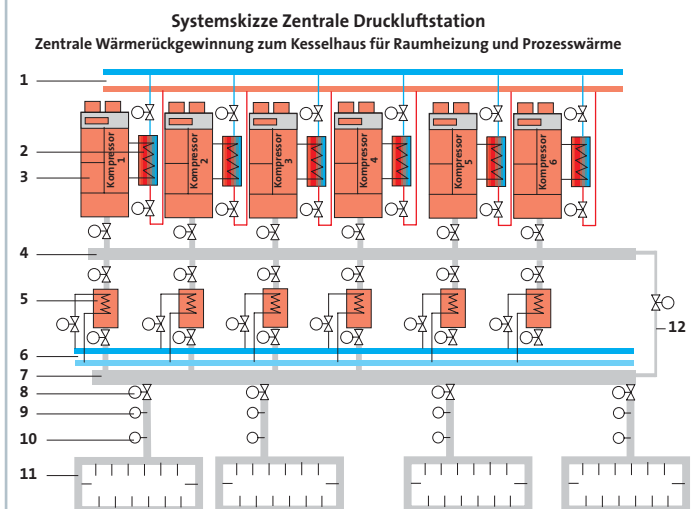 Systemskizze Zentrale Druckluftstation
Zentrale Wärmerückgewinnung zum Kesselhaus für Raumheizung und Prozesswärme
1
2
3
Kompressor 1
Kompressor 2
Kompressor 3
Kompressor 4
Kompressor 5
Kompressor 6
4
5
12
6
7
8
9
10
11